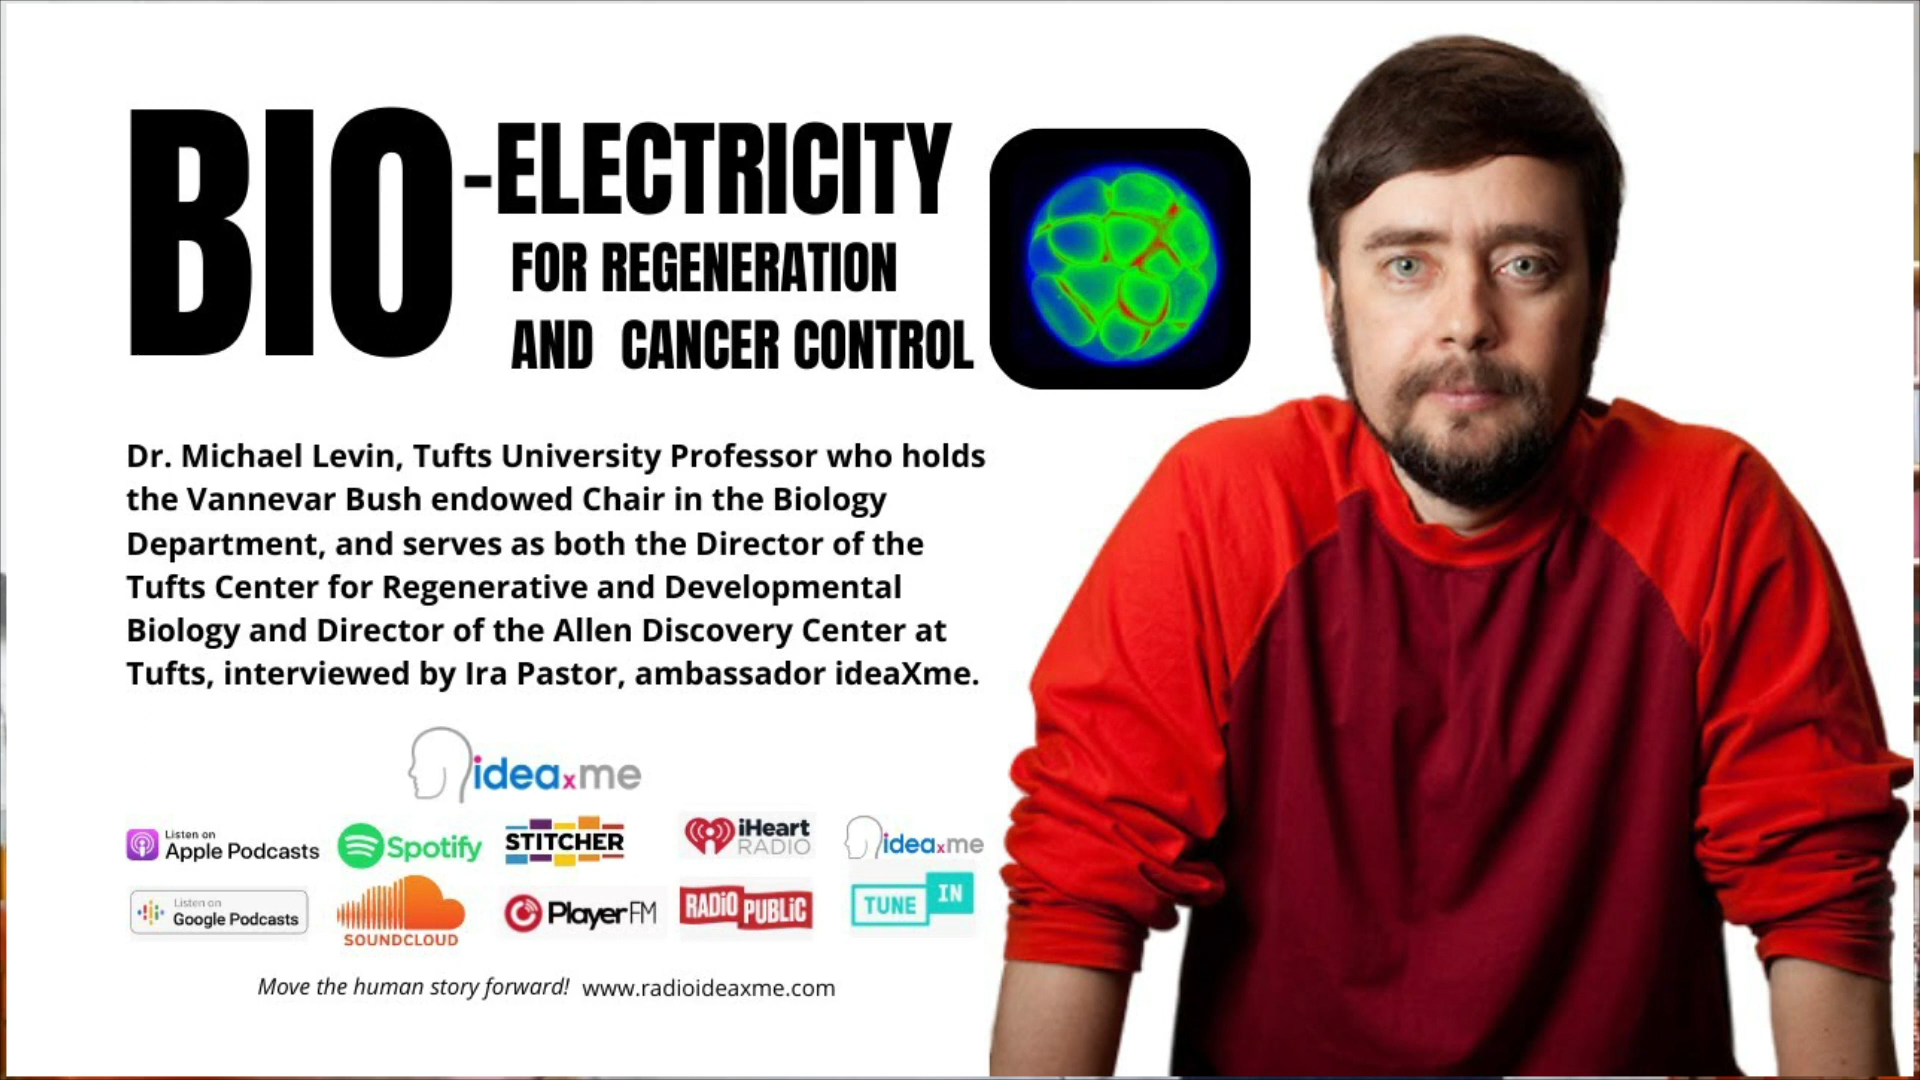 BIO-ELECTRICITY
FOR REGENERATION
AND CANCER CONTROL
Dr. Michael Levin, Tufts University Professor who holds
the Vannevar Bush endowed Chair in the Biology
Department, and serves as both the Director of the
Tufts Center for Regenerative and Developmental
Biology and Director of the Allen Discovery Center at
Tufts, interviewed by Ira Pastor, ambassador ideaXme.
ideaxme
Listen on
Apple Podcasts
Spotify
STITCHER
iHeart
RADIO
ideaxme
Listen on
Google Podcasts
SOUNDCLOUD
PlayerFM
RADiO PUBLiC
TUNE IN
Move the human story forward! www.radioideaxme.com